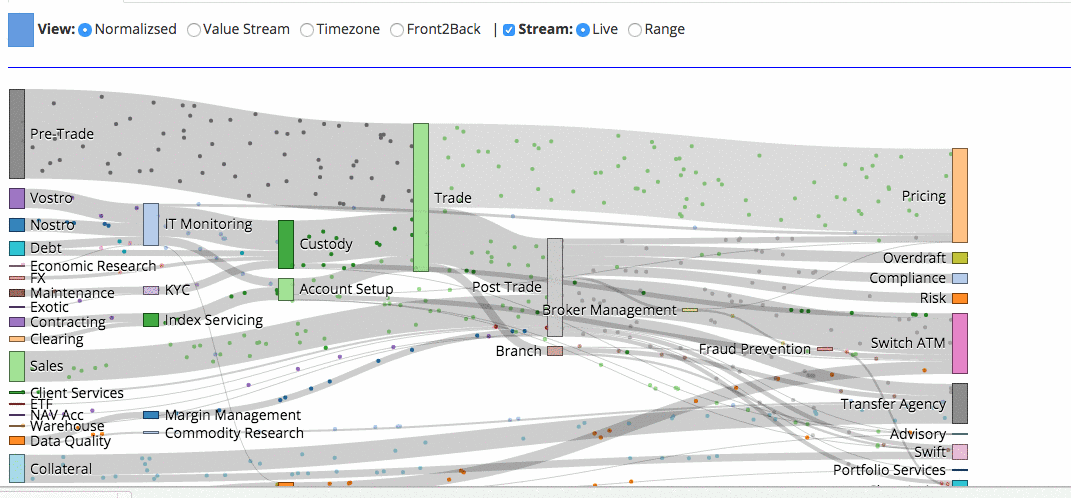 View: Normalizsed Value Stream Timezone Front2Back | Stream: Live Range
Pre-Trade
Vostro
Nostro
Debt
Economic Research
FX
Maintenance
Exotic
Contracting
Clearing
Sales
Client Services
ETF
NAV Acc
Warehouse
Data Quality
Collateral
IT Monitoring
KYC
Index Servicing
Margin Management
Commodity Research
Custody
Account Setup
Trade
Post Trade
Broker Management
Branch
Fraud Prevention
Pricing
Overdraft
Compliance
Risk
Switch ATM
Transfer Agency
Advisory
Swift
Portfolio Services